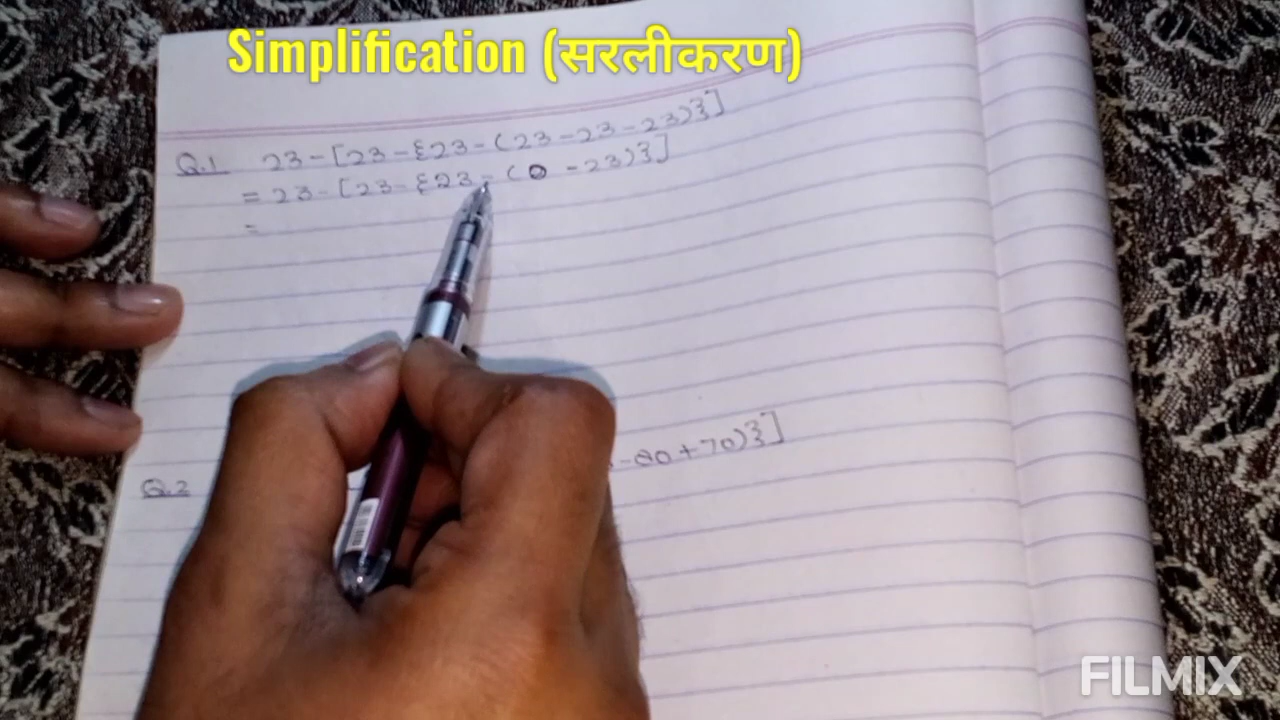 Simplification (सरलीकरण)
Q.1 23-[23-{23-(23-23-23)}]
= 23-[23-{23-(0 -23)}]
=
Q.2 -80+70)}]
FILMIX